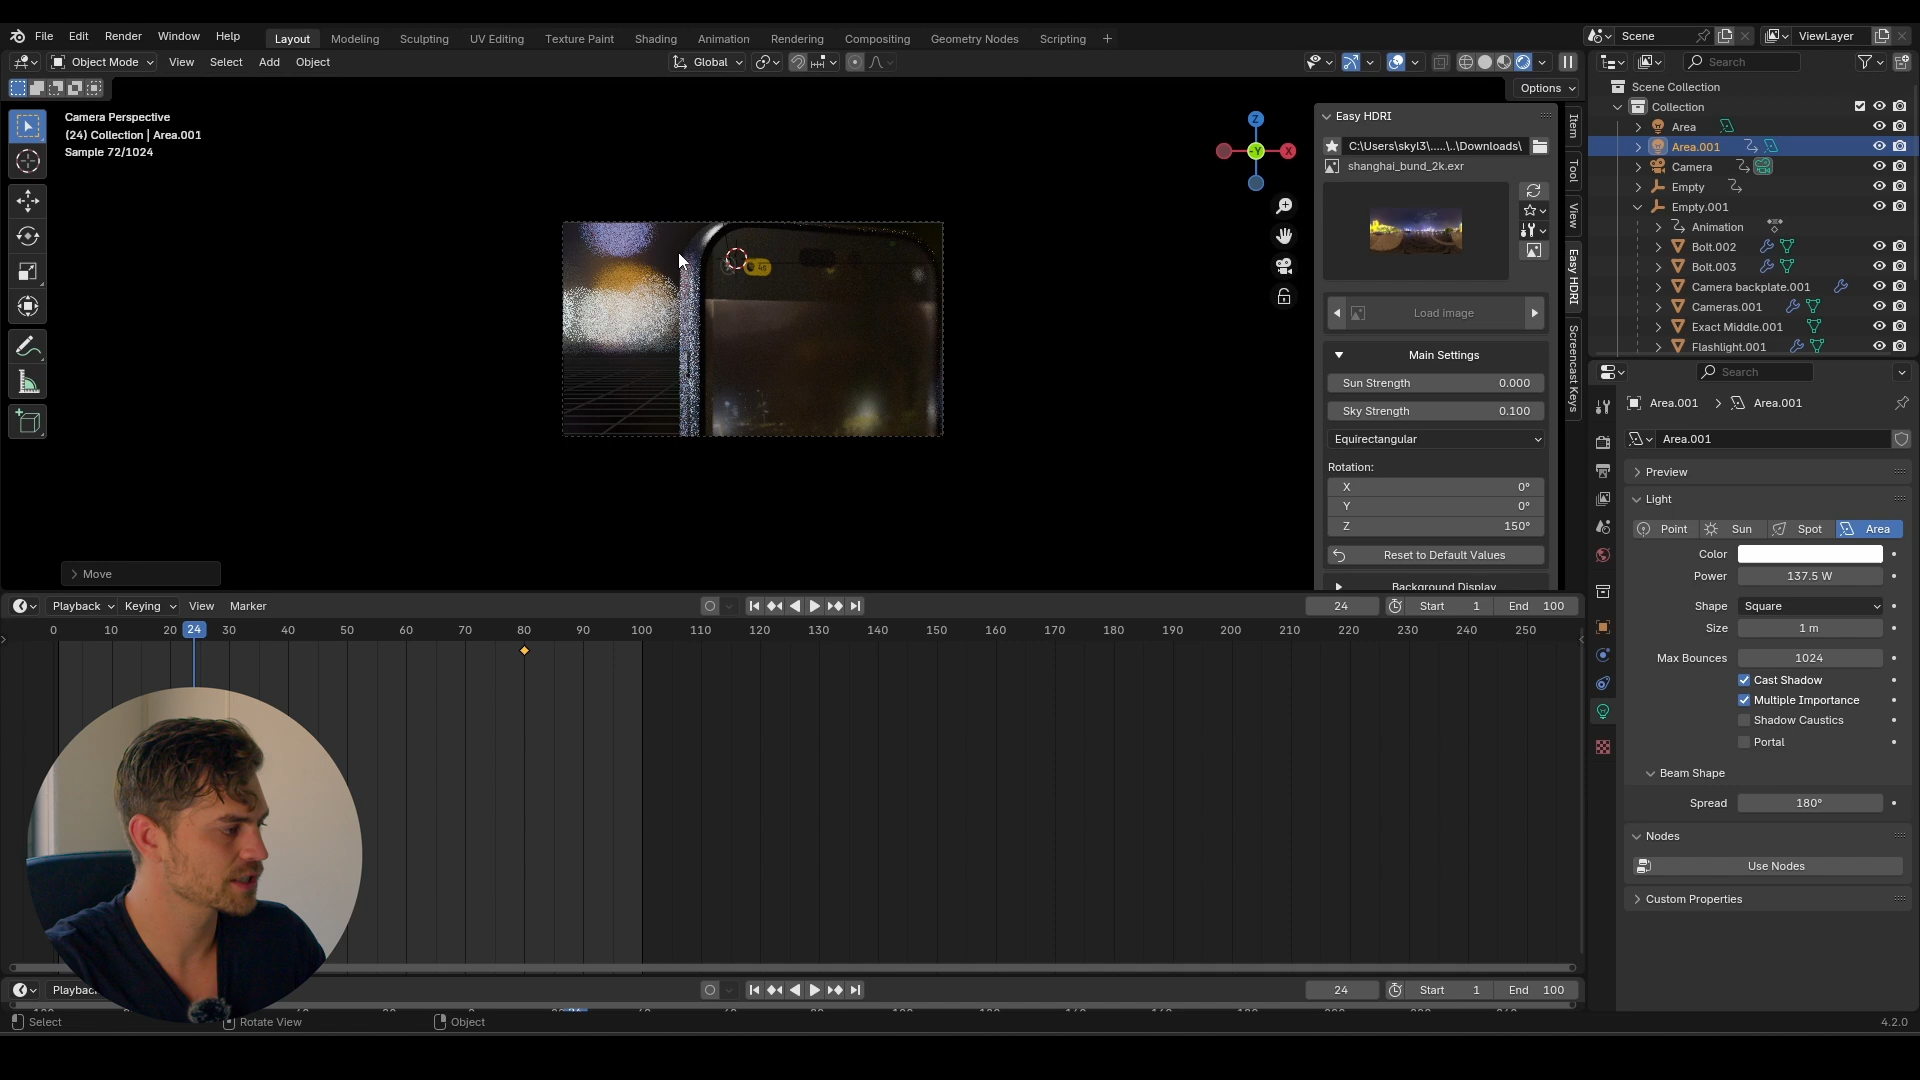 File Edit Render Window Help Layout Modeling Sculpting UV Editing Texture Paint Shading Animation Rendering Compositing Geometry Nodes Scripting + Scene ViewLayer
Object Mode View Select Add Object Global Search
Options
Camera Perspective
(24) Collection | Area.001
Sample 72/1024
Z
-Y
X
Move
Easy HDRI
C:\Users\skyl3\.....\..\Downloads\
shanghai_bund_2k.exr
Load image
Main Settings
Sun Strength 0.000
Sky Strength 0.100
Equirectangular
Rotation:
X 0°
Y 0°
Z 150°
Reset to Default Values
Background Display
Item
Tool
View
Easy HDRI
Screencast Keys
Scene Collection
Collection
Area
Area.001
Camera
Empty
Empty.001
Animation
Bolt.002
Bolt.003
Camera backplate.001
Cameras.001
Exact Middle.001
Flashlight.001
Search
Area.001 > Area.001
Area.001
Preview
Light
Point Sun Spot Area
Color
Power 137.5 W
Shape Square
Size 1 m
Max Bounces 1024
Cast Shadow
Multiple Importance
Shadow Caustics
Portal
Beam Shape
Spread 180°
Nodes
Use Nodes
Custom Properties
Playback Keying View Marker 24 Start 1 End 100
0 10 20 24 30 40 50 60 70 80 90 100 110 120 130 140 150 160 170 180 190 200 210 220 230 240 250
24 Start 1 End 100
Select Rotate View Object 4.2.0